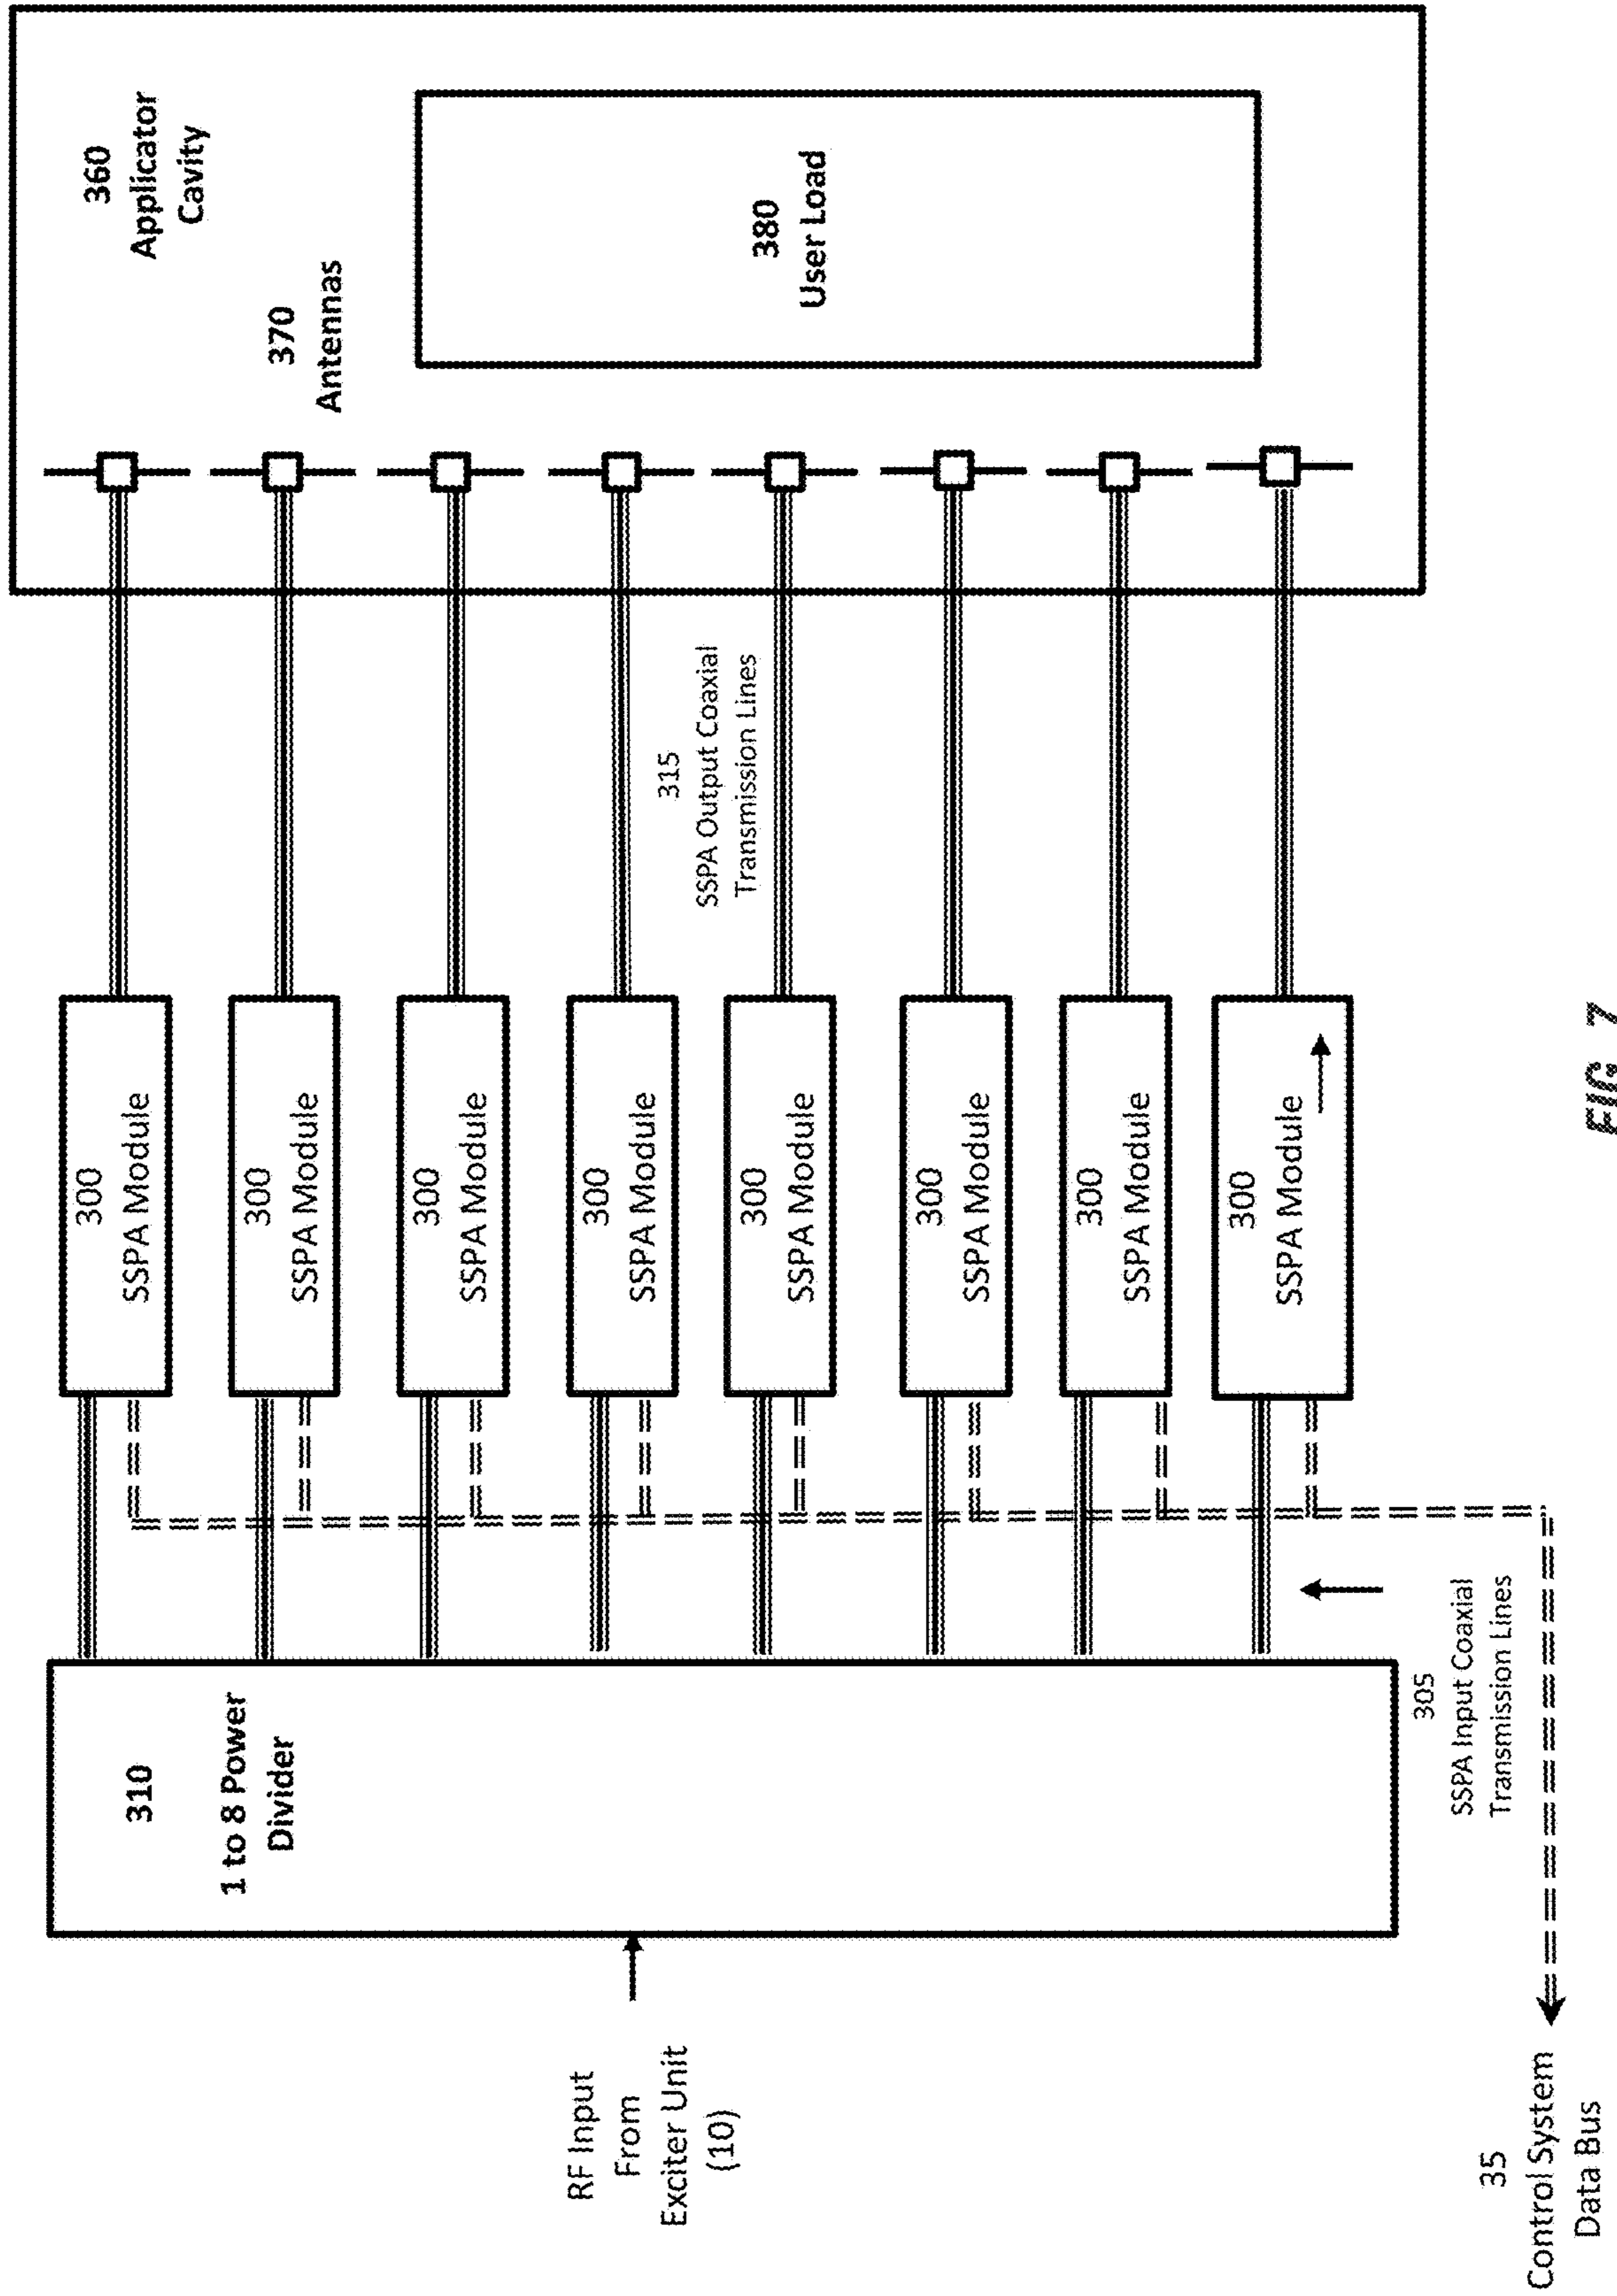 360
Applicator
Cavity
370
Antennas
380
User Load
315
SSPA Output Coaxial
Transmission Lines
300
SSPA Module
300
SSPA Module
300
SSPA Module
300
SSPA Module
300
SSPA Module
300
SSPA Module
300
SSPA Module
300
SSPA Module
310
1 to 8 Power
Divider
305
SSPA Input Coaxial
Transmission Lines
RF Input
From
Exciter Unit
(10)
35
Control System
Data Bus
FIG. 7